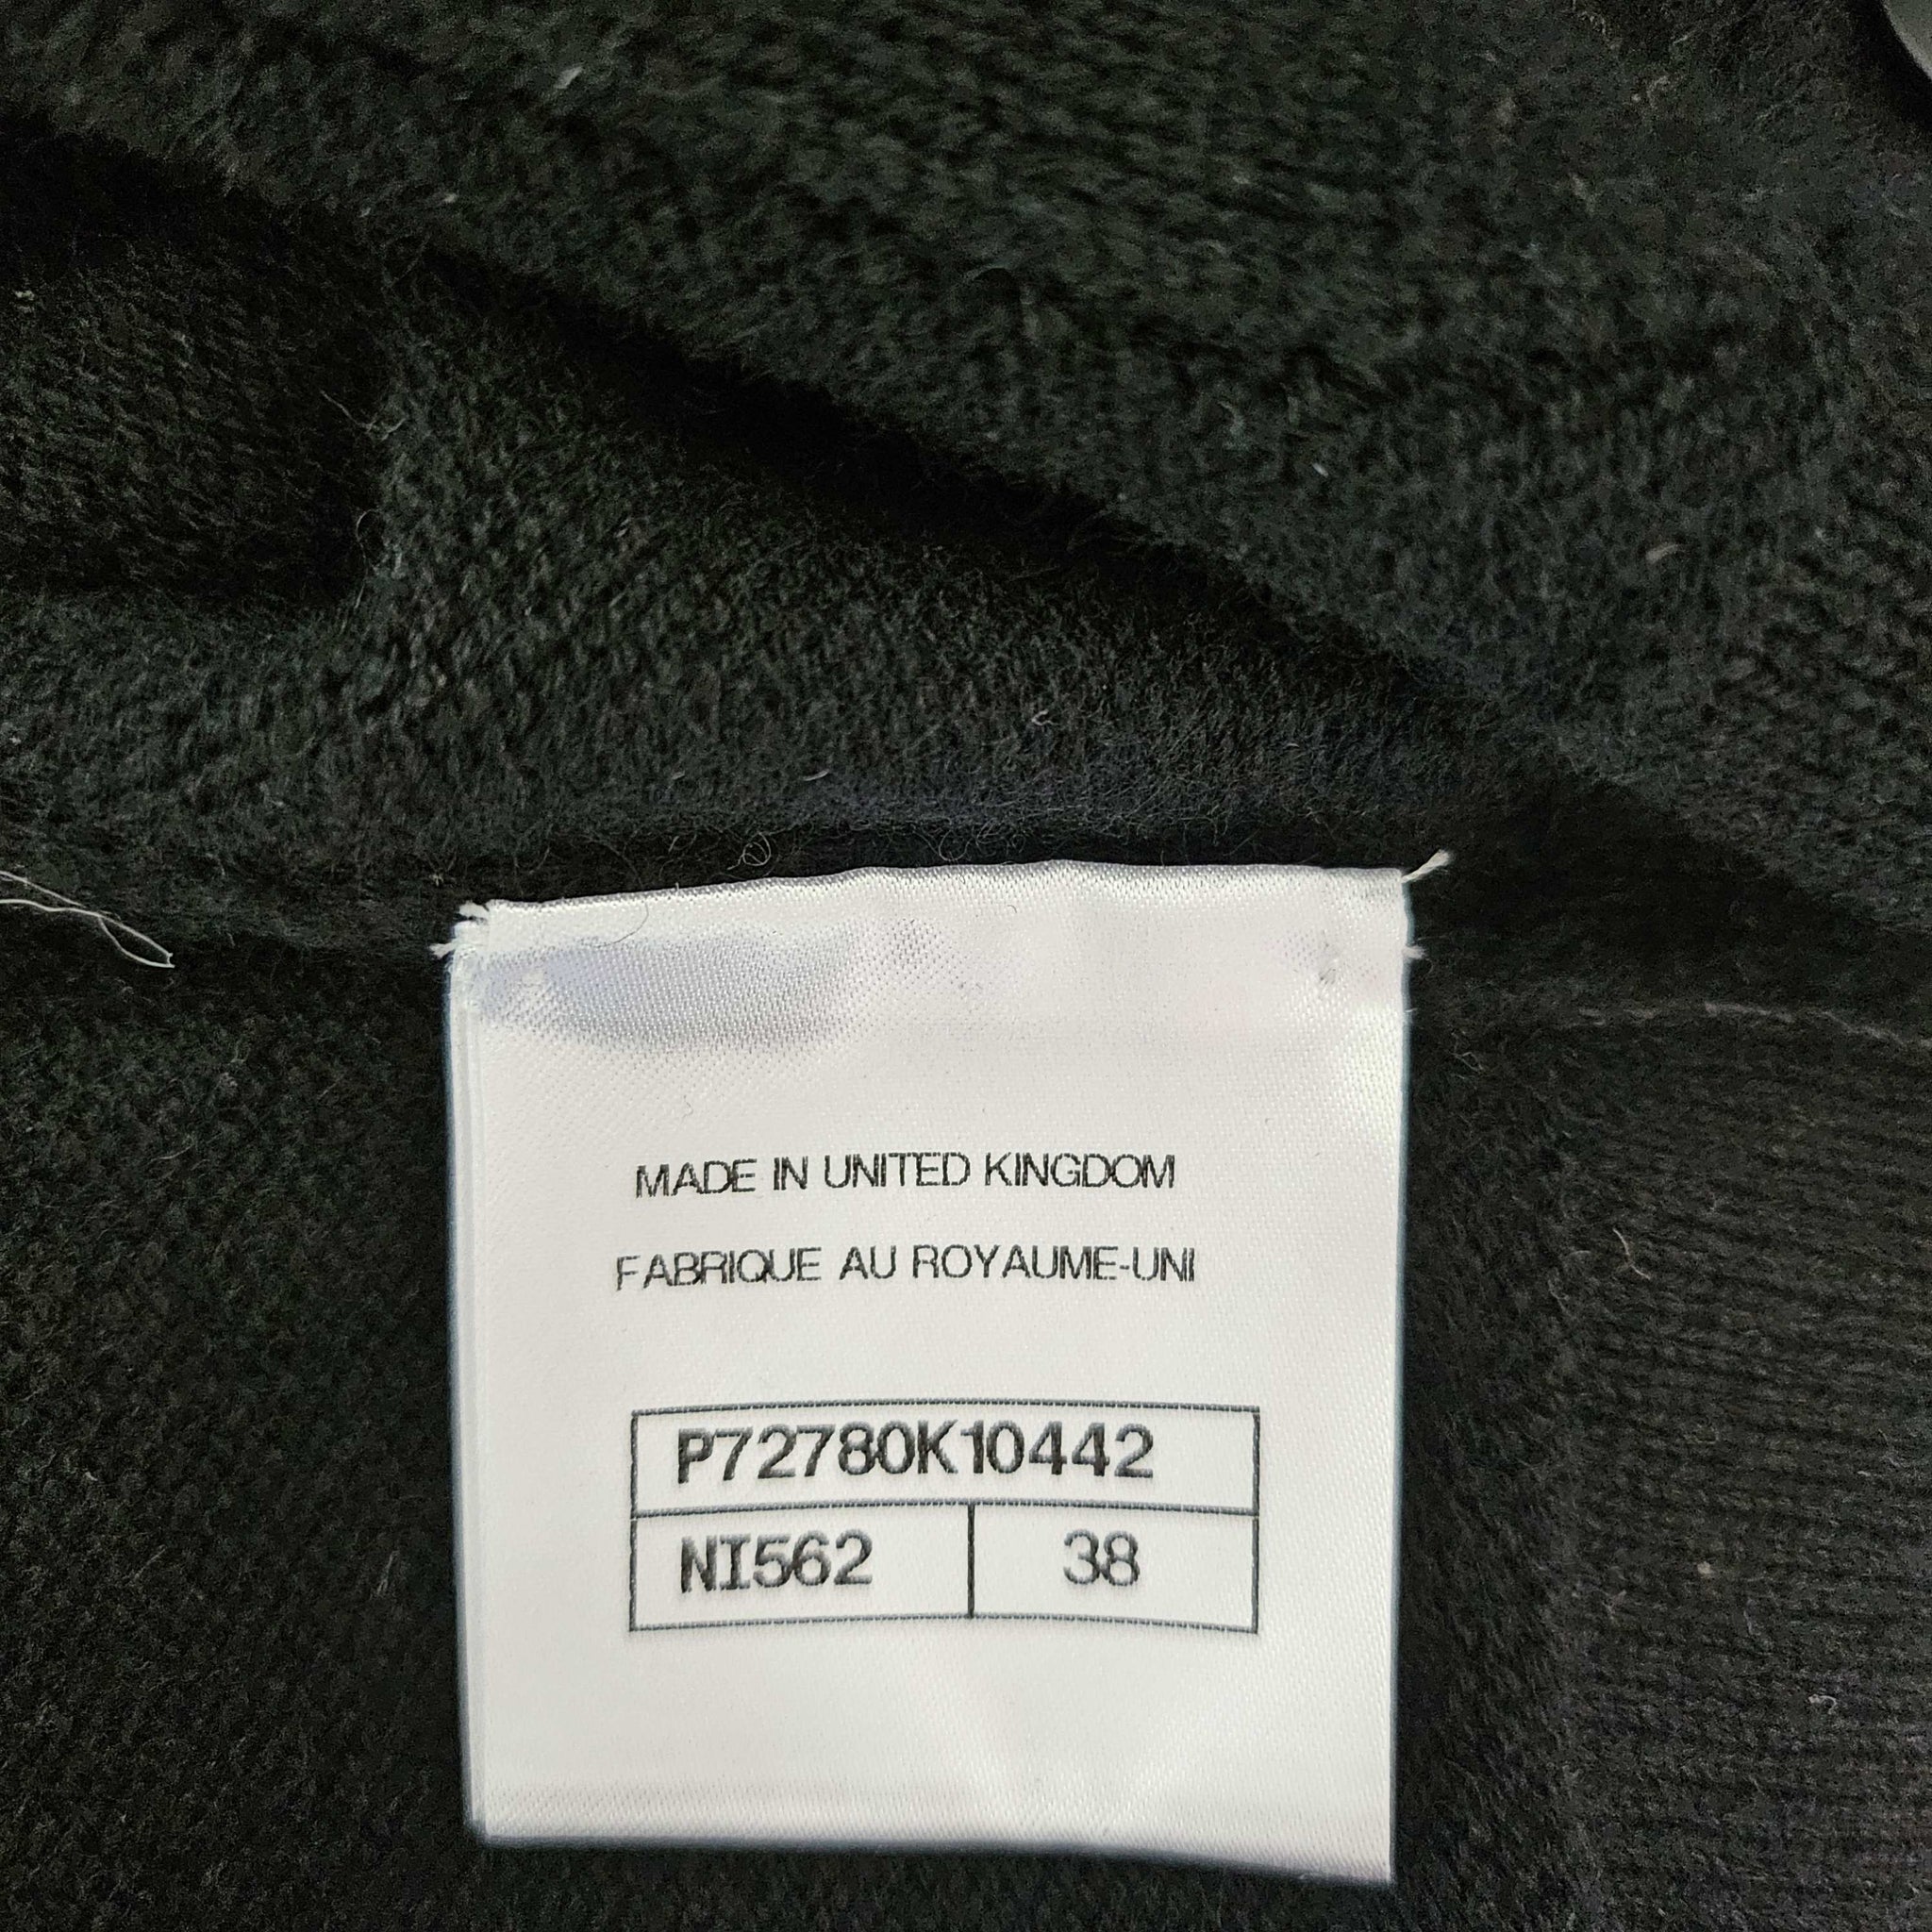 MADE IN UNITED KINGDOM
FABRIQUE AU ROYAUME-UNI
P72780K10442
NI562 38